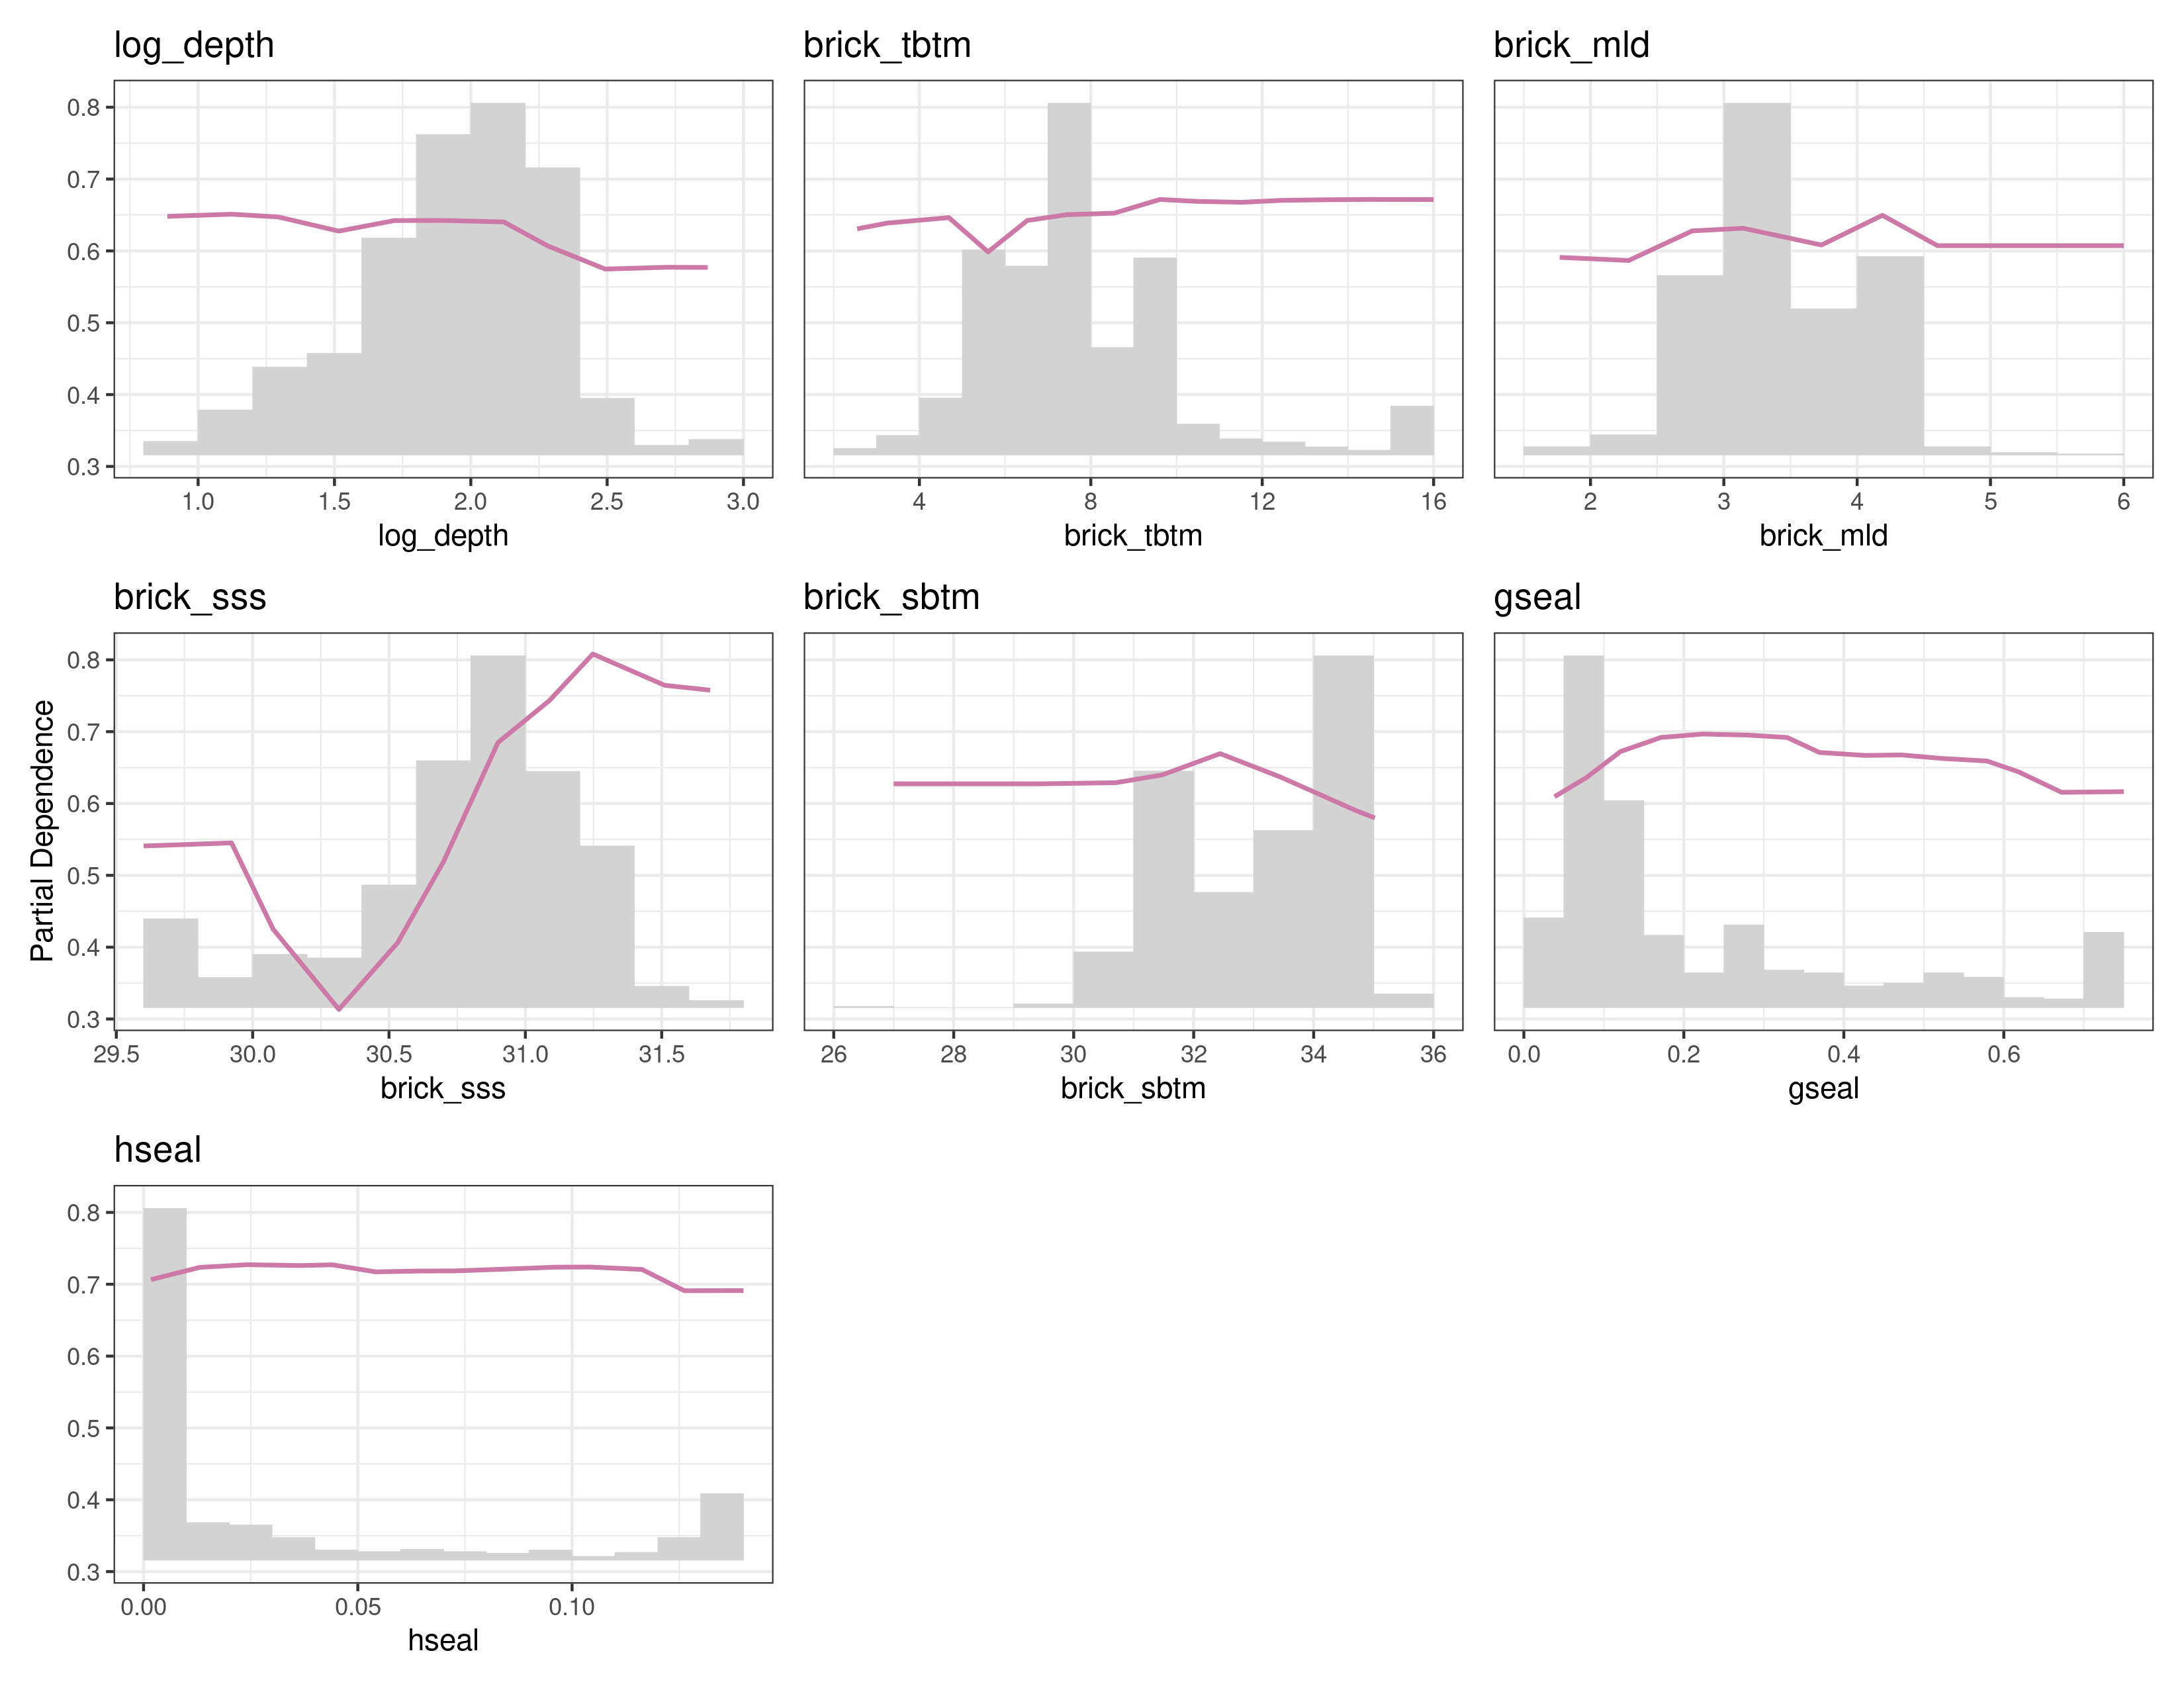 log_depth brick_tbtm brick_mld
0.8
0.7
0.6
0.5
0.4
0.3
1.0 1.5 2.0 2.5 3.0 4 8 12 16 2 3 4 5 6
log_depth brick_tbtm brick_mld
brick_sss brick_sbtm gseal
Partial Dependence
0.8
0.7
0.6
0.5
0.4
0.3
29.5 30.0 30.5 31.0 31.5 26 28 30 32 34 36 0.0 0.2 0.4 0.6
brick_sss brick_sbtm gseal
hseal
0.8
0.7
0.6
0.5
0.4
0.3
0.00 0.05 0.10
hseal